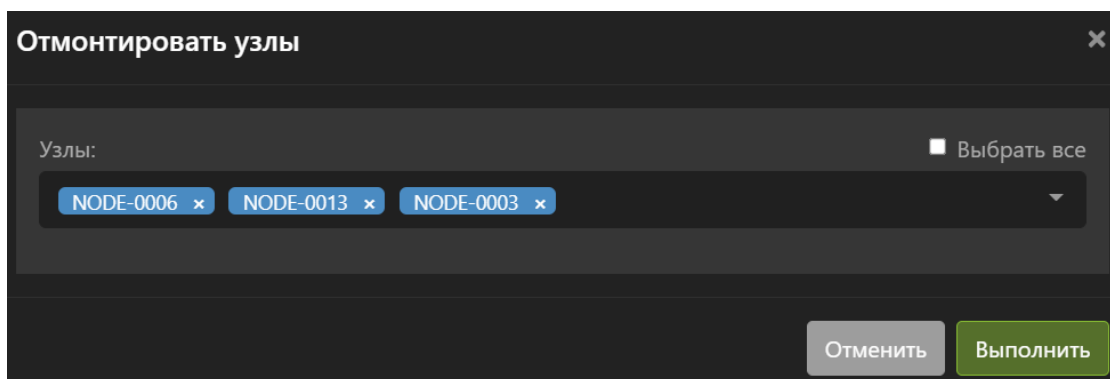 Отмонтировать узлы ×
Узлы: Выбрать все
NODE-0006 × NODE-0013 × NODE-0003 ×
Отменить Выполнить